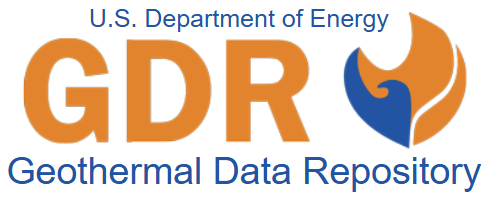 U.S. Department of Energy
GDR
Geothermal Data Repository